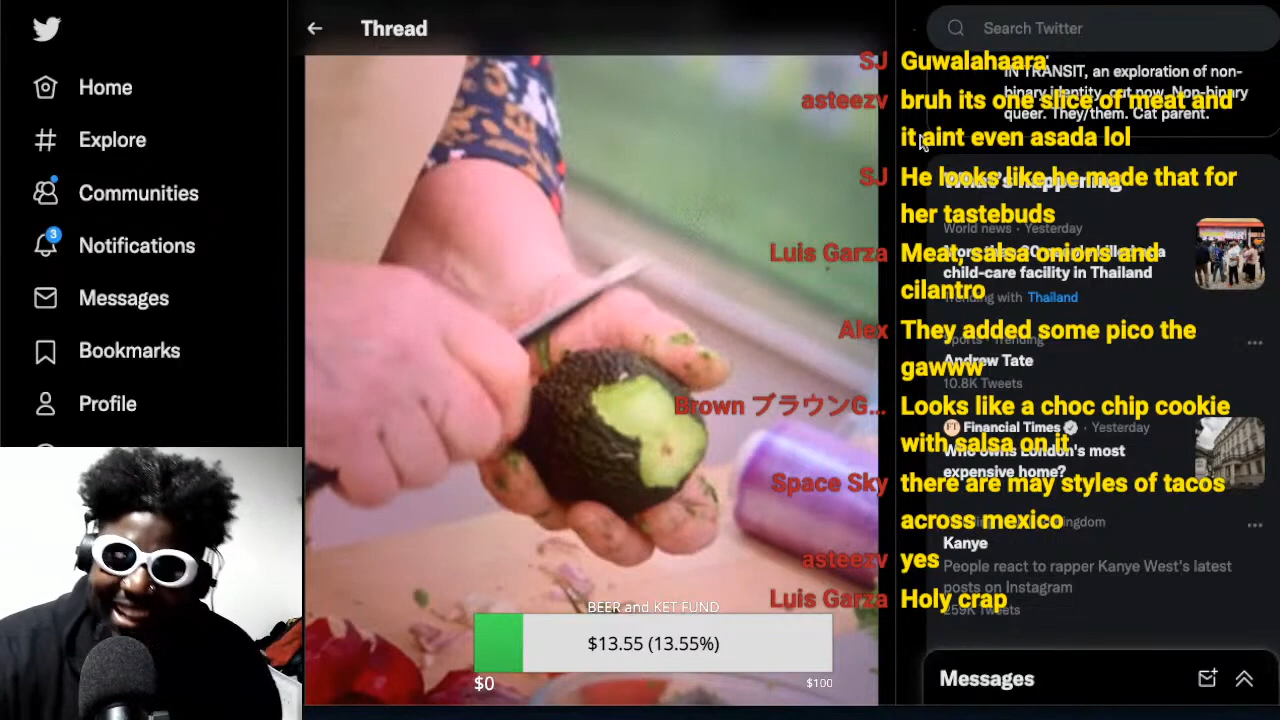 Home
Explore
Communities
3
Notifications
Messages
Bookmarks
Profile
Thread
BEER and KET FUND
$13.55 (13.55%)
$0
$100
SJ Guwalahaara
asteezv bruh its one slice of meat and
it aint even asada lol
SJ He looks like he made that for
her tastebuds
Luis Garza Meat, salsa onions and
cilantro
Alex They added some pico the
gawww
Brown ブラウンG... Looks like a choc chip cookie
with salsa on it
Space Sky there are may styles of tacos
across mexico
asteezv yes
Luis Garza Holy crap
Search Twitter
IN TRANSIT, an exploration of non-
binary identity, out now. Non-binary
queer. They/them. Cat parent.
What's happening
World news · Yesterday
child-care facility in Thailand
Trending with Thailand
Sports · Trending
Andrew Tate
10.8K Tweets
FT Financial Times · Yesterday
Who owns London's most
expensive home?
Kanye
People react to rapper Kanye West's latest
posts on Instagram
259K Tweets
Messages